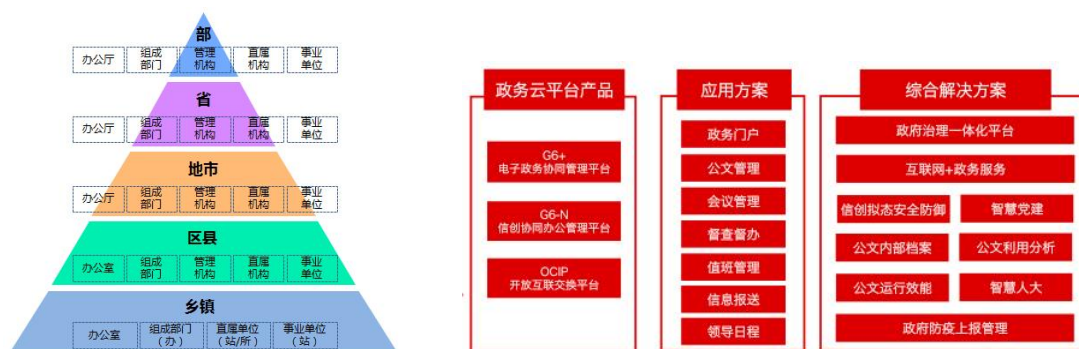 部
办公厅
组成
部门
管理
机构
直属
机构
事业
单位
省
办公厅
组成
部门
管理
机构
直属
机构
事业
单位
地市
办公厅
组成
部门
管理
机构
直属
机构
事业
单位
区县
办公室
组成
部门
管理
机构
直属
机构
事业
单位
乡镇
办公室
组成部门
（办）
直属单位
（站/所）
事业单位
（站）
政务云平台产品
G6+
电子政务协同管理平台
G6-N
信创协同办公管理平台
OCIP
开放互联交换平台
应用方案
政务门户
公文管理
会议管理
督查督办
值班管理
信息报送
领导日程
综合解决方案
政府治理一体化平台
互联网+政务服务
信创拟态安全防御
智慧党建
公文内部档案
公文利用分析
公文运行效能
智慧人大
政府防疫上报管理